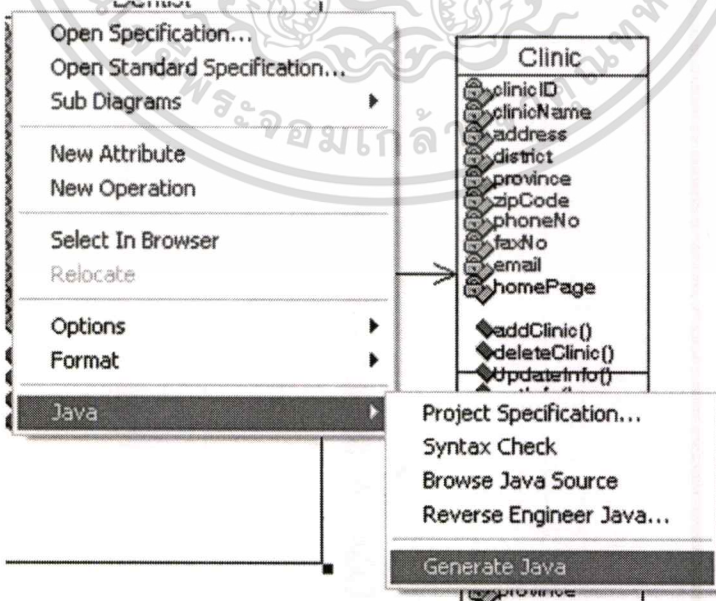 Dentist
Open Specification...
Open Standard Specification...
Sub Diagrams
New Attribute
New Operation
Select In Browser
Relocate
Options
Format
Java
Project Specification...
Syntax Check
Browse Java Source
Reverse Engineer Java...
Generate Java
Clinic
clinicID
clinicName
address
district
province
zipCode
phoneNo
faxNo
email
homePage
addClinic()
deleteClinic()
UpdateInfo()
province